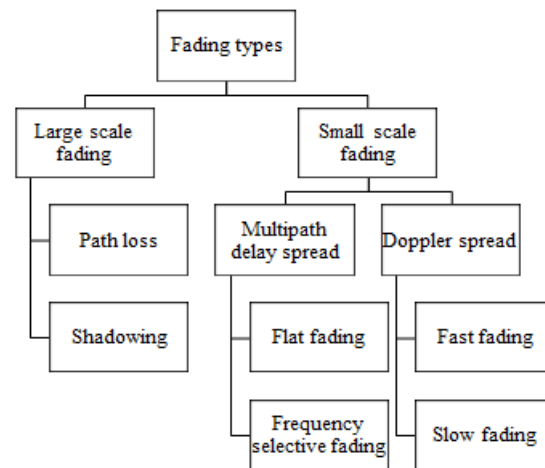 Fading types
Large scale
fading
Small scale
fading
Path loss
Shadowing
Multipath
delay spread
Doppler spread
Flat fading
Frequency
selective fading
Fast fading
Slow fading